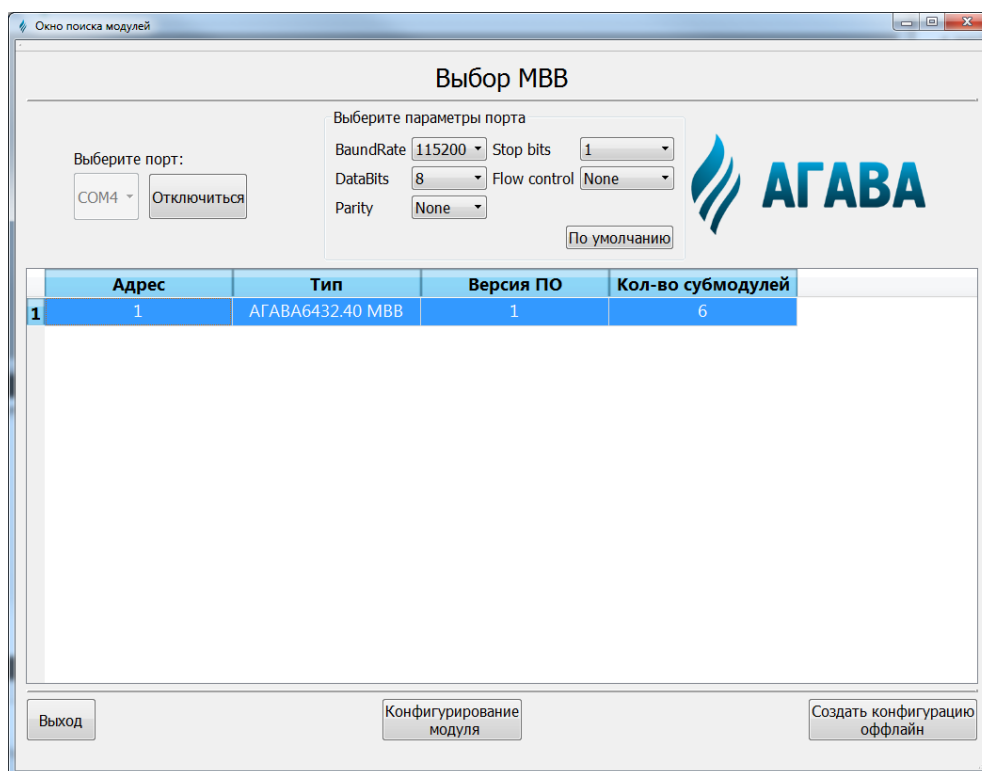 Окно поиска модулей
Выбор МВВ
Выберите параметры порта
BaundRate 115200 Stop bits 1
Выберите порт:
DataBits 8 Flow control None
COM4 Отключиться
Parity None
АГАВА
По умолчанию
Адрес Тип Версия ПО Кол-во субмодулей
1 1 АГАВА6432.40 МВВ 1 6
Выход
Конфигурирование
модуля
Создать конфигурацию
оффлайн